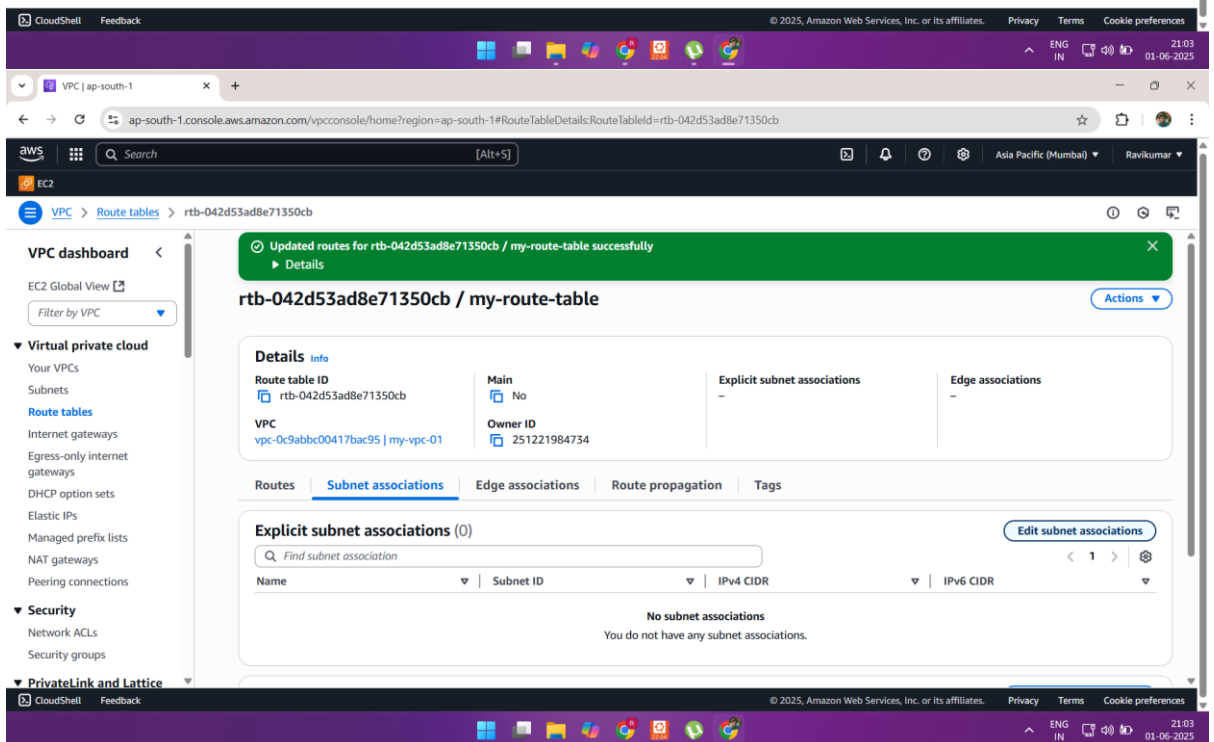 CloudShell Feedback © 2025, Amazon Web Services, Inc. or its affiliates. Privacy Terms Cookie preferences
ENG 21:03
IN 01-06-2025
VPC | ap-south-1
ap-south-1.console.aws.amazon.com/vpcconsole/home?region=ap-south-1#RouteTableDetails:RouteTableId=rtb-042d53ad8e71350cb
aws Search [Alt+S] Asia Pacific (Mumbai) Ravikumar
EC2
VPC > Route tables > rtb-042d53ad8e71350cb
VPC dashboard
EC2 Global View
Filter by VPC
Virtual private cloud
Your VPCs
Subnets
Route tables
Internet gateways
Egress-only internet
gateways
DHCP option sets
Elastic IPs
Managed prefix lists
NAT gateways
Peering connections
Security
Network ACLs
Security groups
PrivateLink and Lattice
Updated routes for rtb-042d53ad8e71350cb / my-route-table successfully
Details
rtb-042d53ad8e71350cb / my-route-table
Actions
Details Info
Route table ID
rtb-042d53ad8e71350cb
Main
No
Explicit subnet associations
–
Edge associations
–
VPC
vpc-0c9abbc00417bac95 | my-vpc-01
Owner ID
251221984734
Routes Subnet associations Edge associations Route propagation Tags
Explicit subnet associations (0)
Edit subnet associations
Find subnet association
1
Name Subnet ID IPv4 CIDR IPv6 CIDR
No subnet associations
You do not have any subnet associations.
CloudShell Feedback © 2025, Amazon Web Services, Inc. or its affiliates. Privacy Terms Cookie preferences
ENG 21:03
IN 01-06-2025